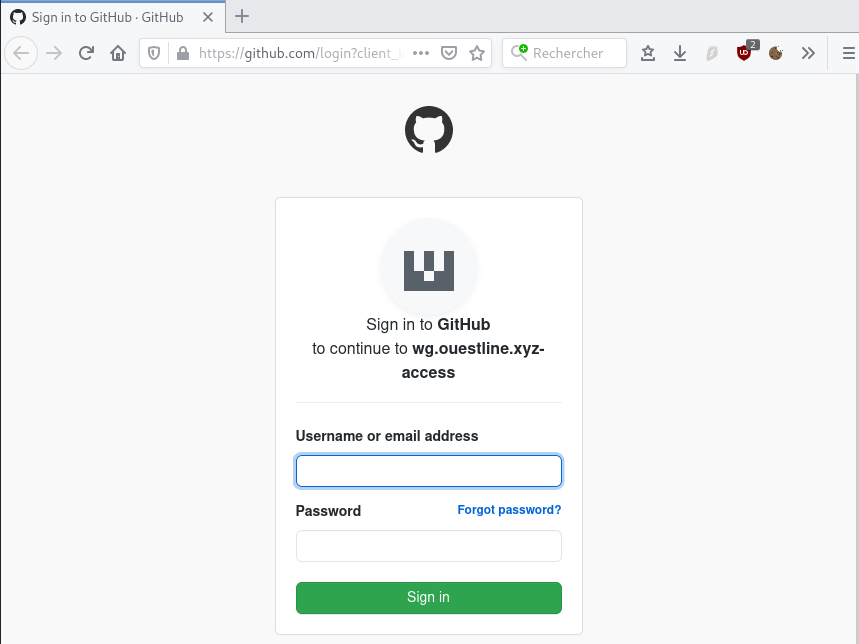 Sign in to GitHub · GitHub
https://github.com/login?client_
Rechercher
2
Sign in to GitHub
to continue to wg.ouestline.xyz-
access
Username or email address
Password Forgot password?
Sign in